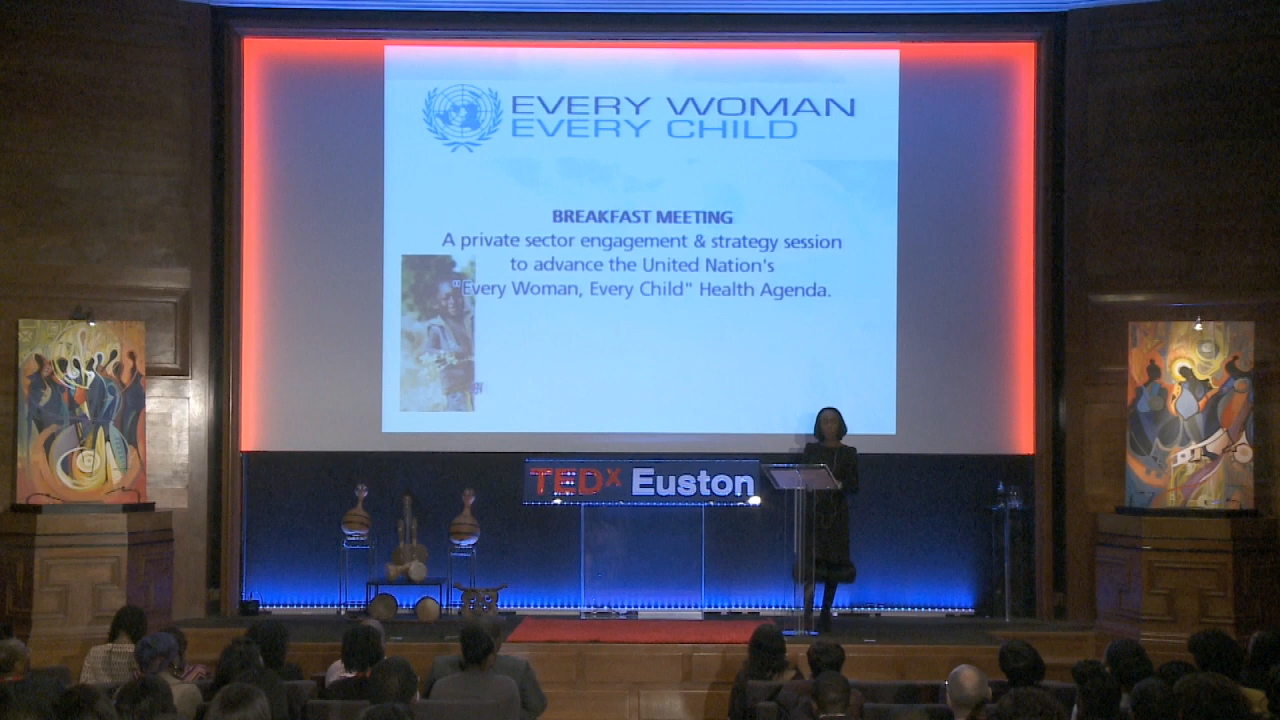 EVERY WOMAN
EVERY CHILD
BREAKFAST MEETING
A private sector engagement & strategy session
to advance the United Nation's
"Every Woman, Every Child" Health Agenda.
TEDx Euston